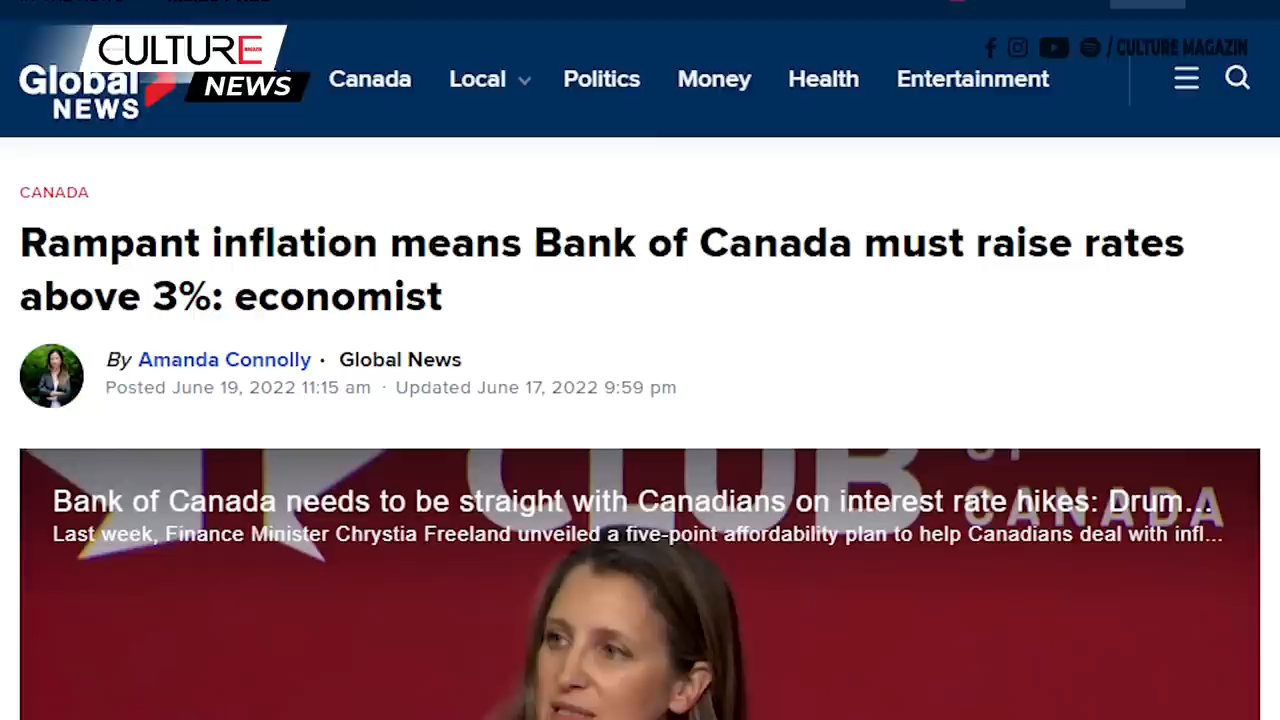 CULTURE
NEWS
/ CULTURE MAGAZIN
Global
NEWS
Canada
Local
Politics
Money
Health
Entertainment
CANADA
Rampant inflation means Bank of Canada must raise rates
above 3%: economist
By Amanda Connolly · Global News
Posted June 19, 2022 11:15 am · Updated June 17, 2022 9:59 pm
CLUB OF
CANADA
Bank of Canada needs to be straight with Canadians on interest rate hikes: Drum...
Last week, Finance Minister Chrystia Freeland unveiled a five-point affordability plan to help Canadians deal with infl...